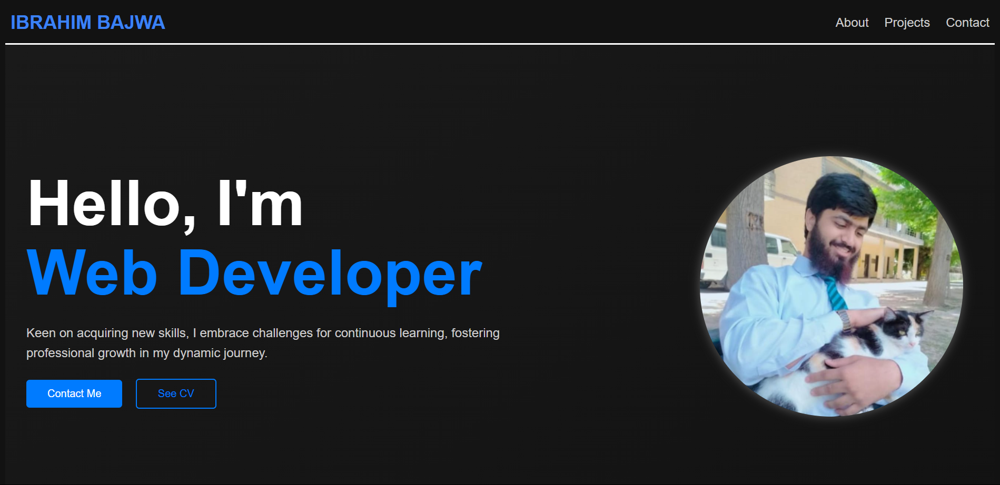 IBRAHIM BAJWA
About Projects Contact
Hello, I'm
Web Developer
Keen on acquiring new skills, I embrace challenges for continuous learning, fostering
professional growth in my dynamic journey.
Contact Me See CV